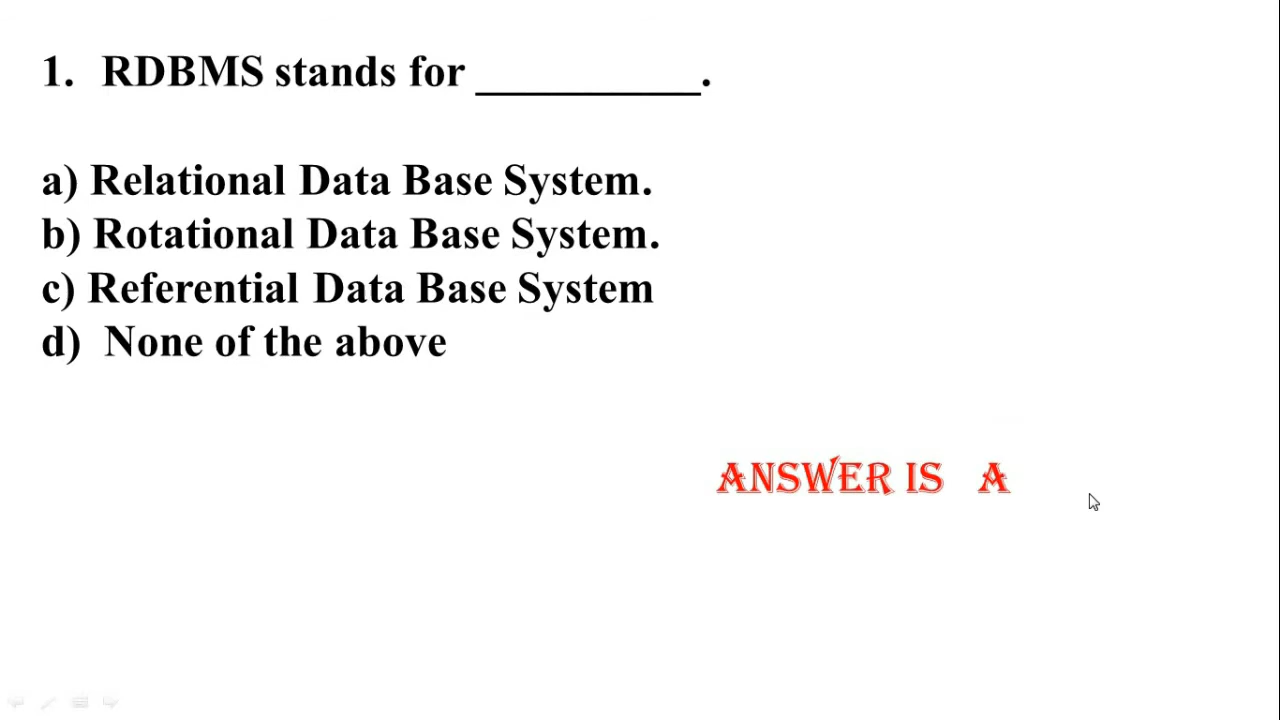 1. RDBMS stands for __________.
a) Relational Data Base System.
b) Rotational Data Base System.
c) Referential Data Base System
d) None of the above
ANSWER IS A